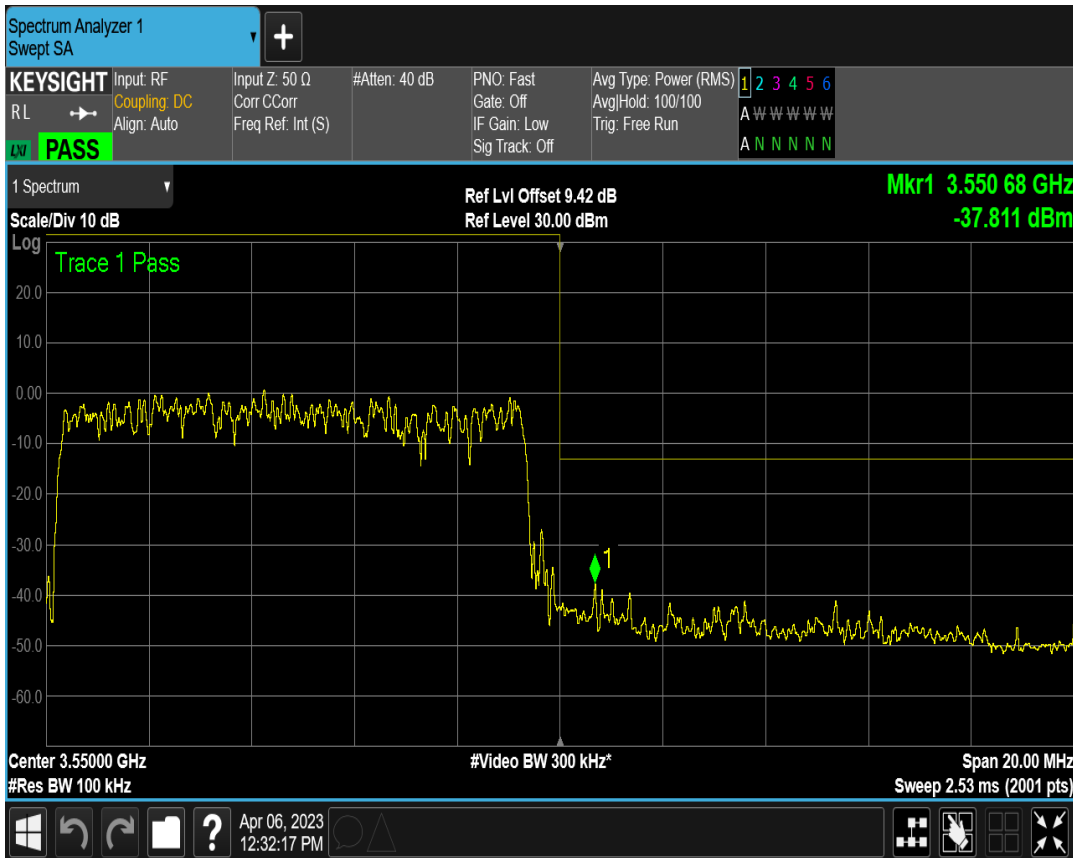 Spectrum Analyzer 1
Swept SA
+
KEYSIGHT
RL
LXI PASS
Input: RF
Coupling: DC
Align: Auto
Input Z: 50 Ω
Corr CCorr
Freq Ref: Int (S)
#Atten: 40 dB
PNO: Fast
Gate: Off
IF Gain: Low
Sig Track: Off
Avg Type: Power (RMS)
Avg|Hold: 100/100
Trig: Free Run
1 2 3 4 5 6
A W W W W W
A N N N N N
1 Spectrum
Scale/Div 10 dB
Ref Lvl Offset 9.42 dB
Ref Level 30.00 dBm
Mkr1 3.550 68 GHz
-37.811 dBm
Log
Trace 1 Pass
20.0
10.0
0.00
-10.0
-20.0
-30.0
1
-40.0
-50.0
-60.0
Center 3.55000 GHz
#Res BW 100 kHz
#Video BW 300 kHz*
Span 20.00 MHz
Sweep 2.53 ms (2001 pts)
?
Apr 06, 2023
12:32:17 PM